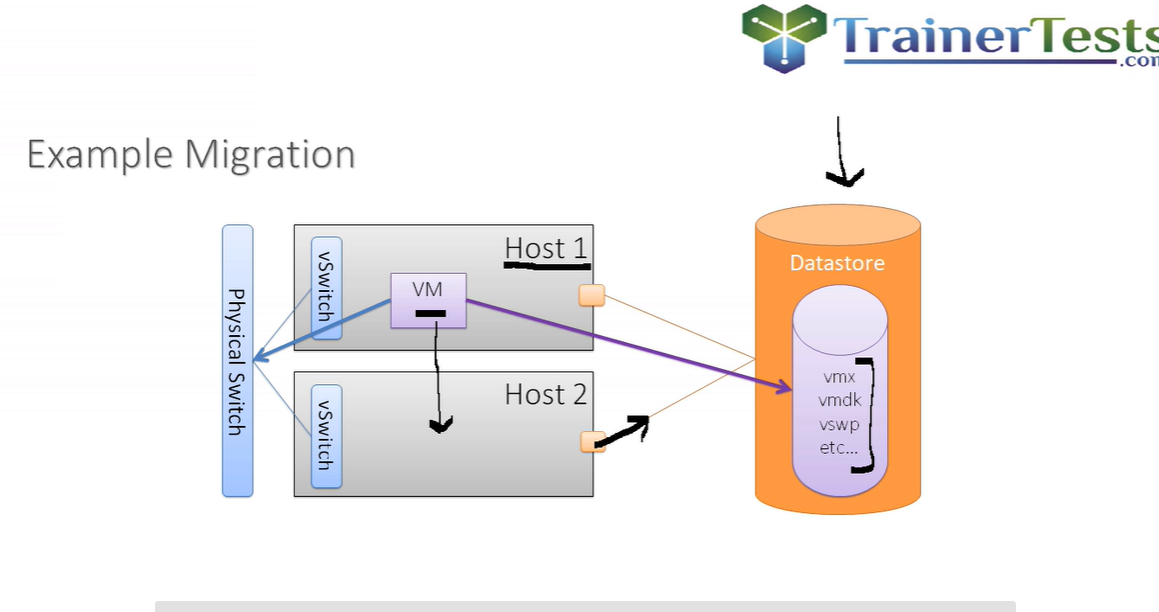 TrainerTests
.com
Example Migration
Physical Switch
vSwitch
Host 1
VM
vSwitch
Host 2
Datastore
vmx
vmdk
vswp
etc...